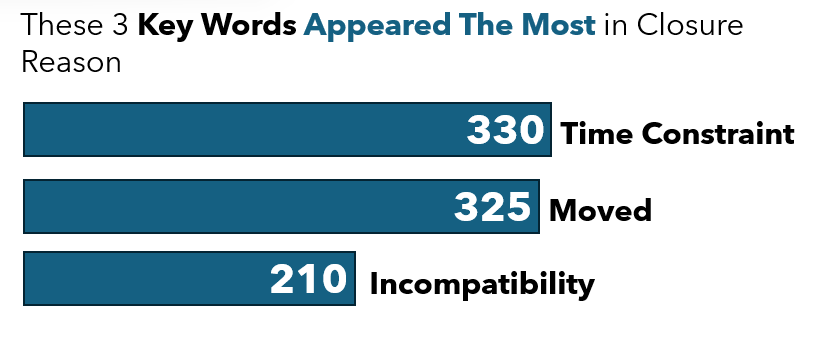 These 3 Key Words Appeared The Most in Closure
Reason
330 Time Constraint
325 Moved
210 Incompatibility